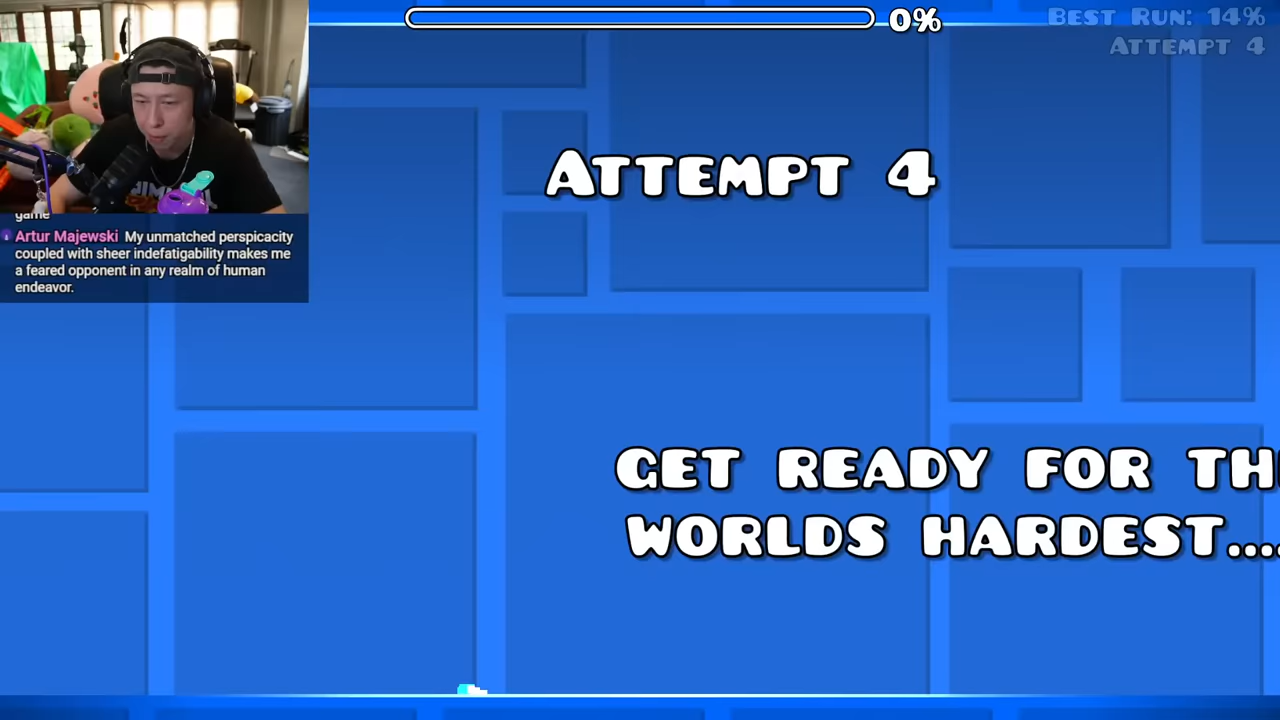 0%
BEST RUN: 14%
ATTEMPT 4
ATTEMPT 4
game
Artur Majewski My unmatched perspicacity
coupled with sheer indefatigability makes me
a feared opponent in any realm of human
endeavor.
GET READY FOR TH
WORLDS HARDEST....